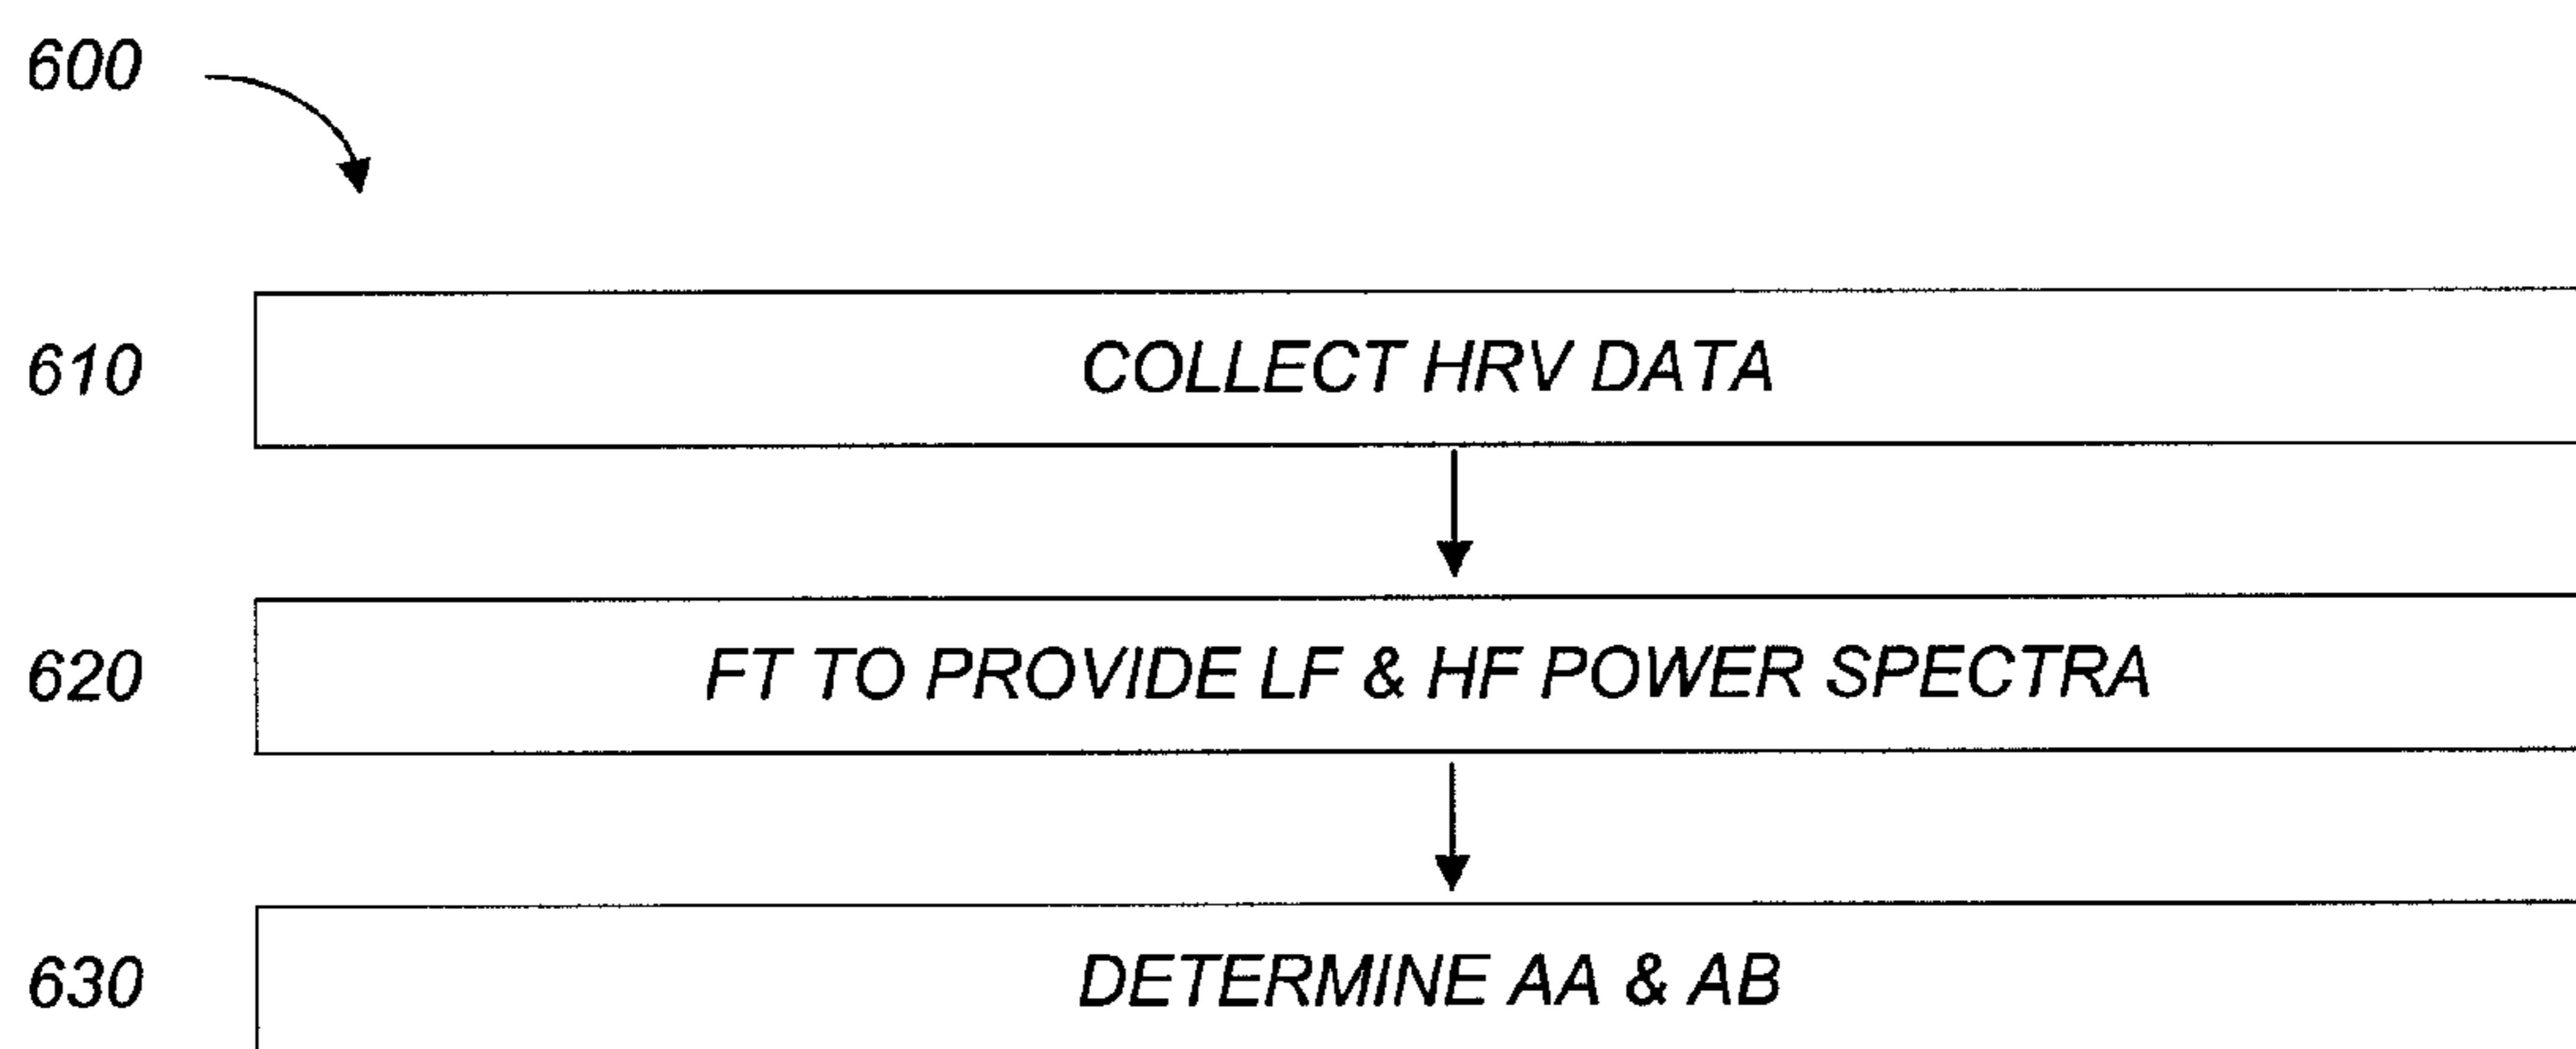 600
610 COLLECT HRV DATA
620 FT TO PROVIDE LF & HF POWER SPECTRA
630 DETERMINE AA & AB